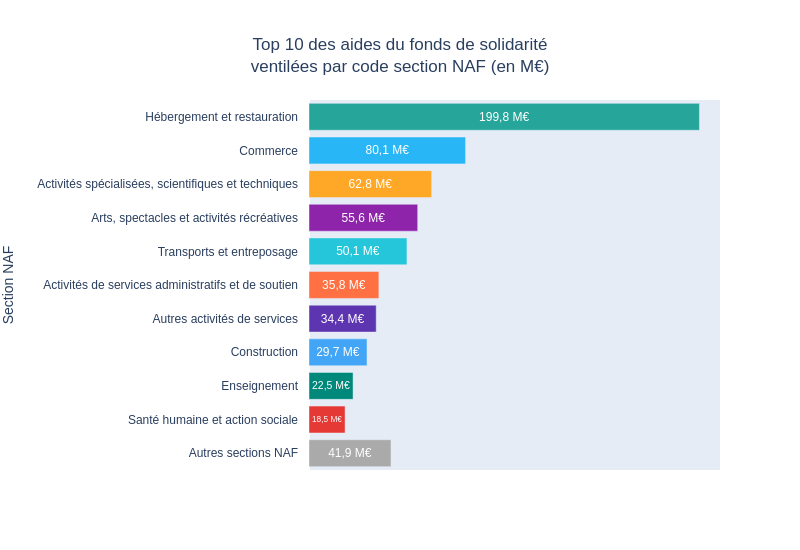 Top 10 des aides du fonds de solidarité
ventilées par code section NAF (en M€)
Section NAF
Hébergement et restauration 199,8 M€
Commerce 80,1 M€
Activités spécialisées, scientifiques et techniques 62,8 M€
Arts, spectacles et activités récréatives 55,6 M€
Transports et entreposage 50,1 M€
Activités de services administratifs et de soutien 35,8 M€
Autres activités de services 34,4 M€
Construction 29,7 M€
Enseignement 22,5 M€
Santé humaine et action sociale 18,5 M€
Autres sections NAF 41,9 M€